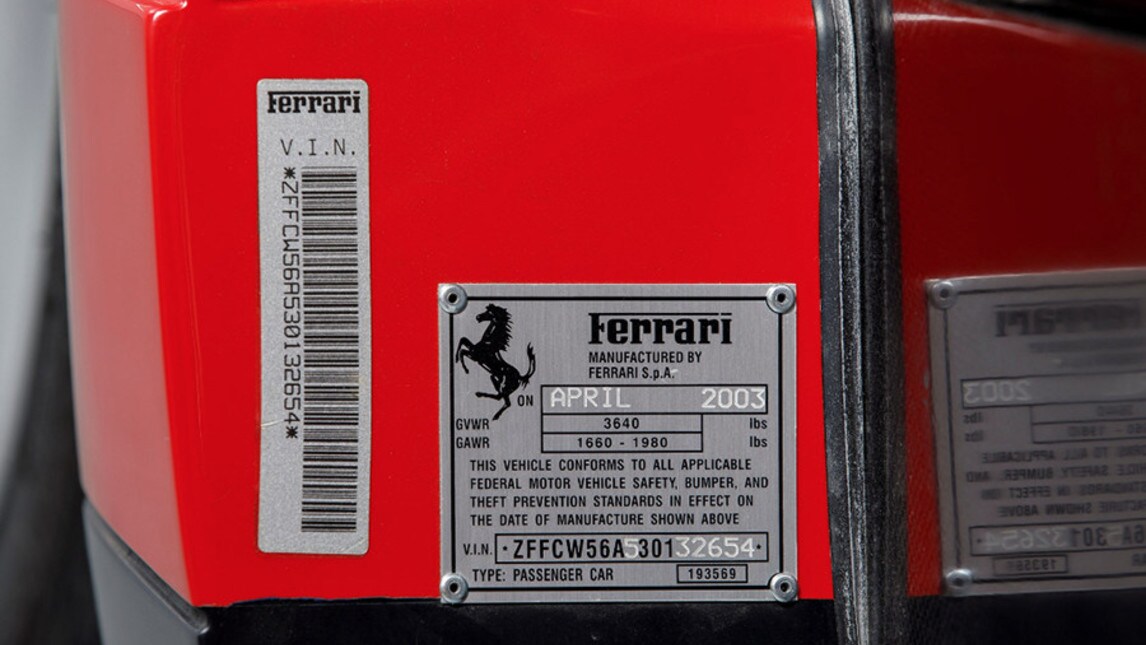 Ferrari
V.I.N.
*ZFFCW56A530132654*
Ferrari
MANUFACTURED BY
FERRARI S.p.A.
ON APRIL 2003
GVWR 3640 lbs
GAWR 1660 - 1980 lbs
THIS VEHICLE CONFORMS TO ALL APPLICABLE
FEDERAL MOTOR VEHICLE SAFETY, BUMPER, AND
THEFT PREVENTION STANDARDS IN EFFECT ON
THE DATE OF MANUFACTURE SHOWN ABOVE
V.I.N. ·ZFFCW56A530132654·
TYPE: PASSENGER CAR 193569